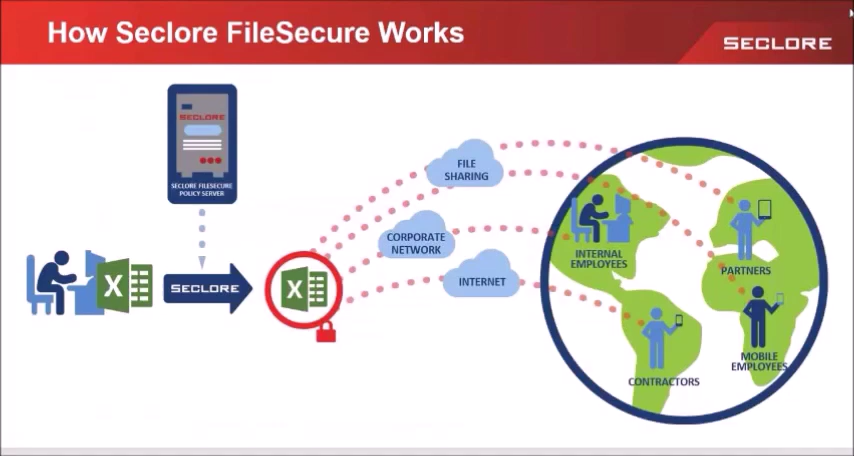 How Seclore FileSecure Works
SECLORE
SECLORE
SECLORE FILESECURE
POLICY SERVER
FILE
SHARING
CORPORATE
NETWORK
INTERNET
X
SECLORE
X
INTERNAL
EMPLOYEES
PARTNERS
MOBILE
EMPLOYEES
CONTRACTORS